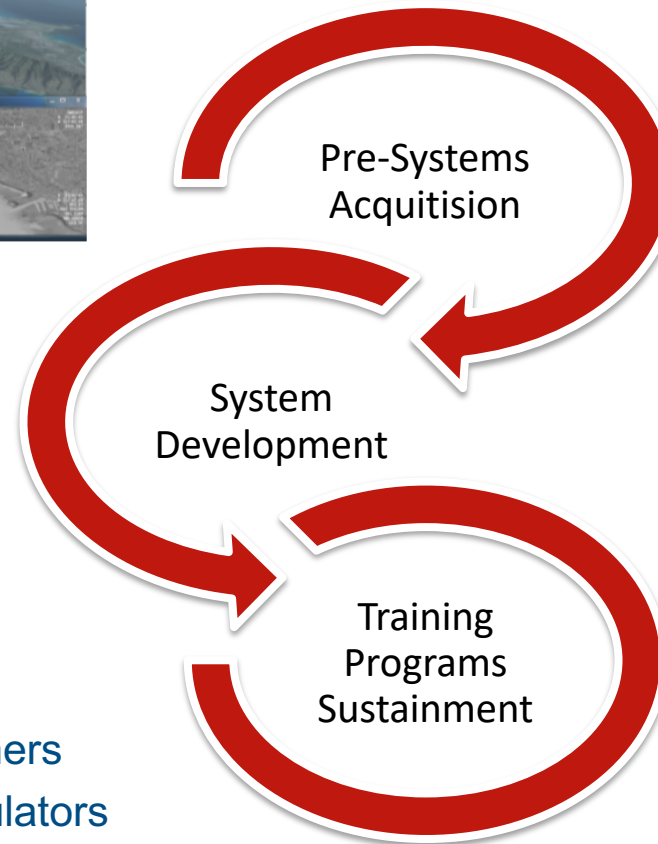 Pre-Systems
Acquitision
System
Development
Training
Programs
Sustainment
ners
ulators